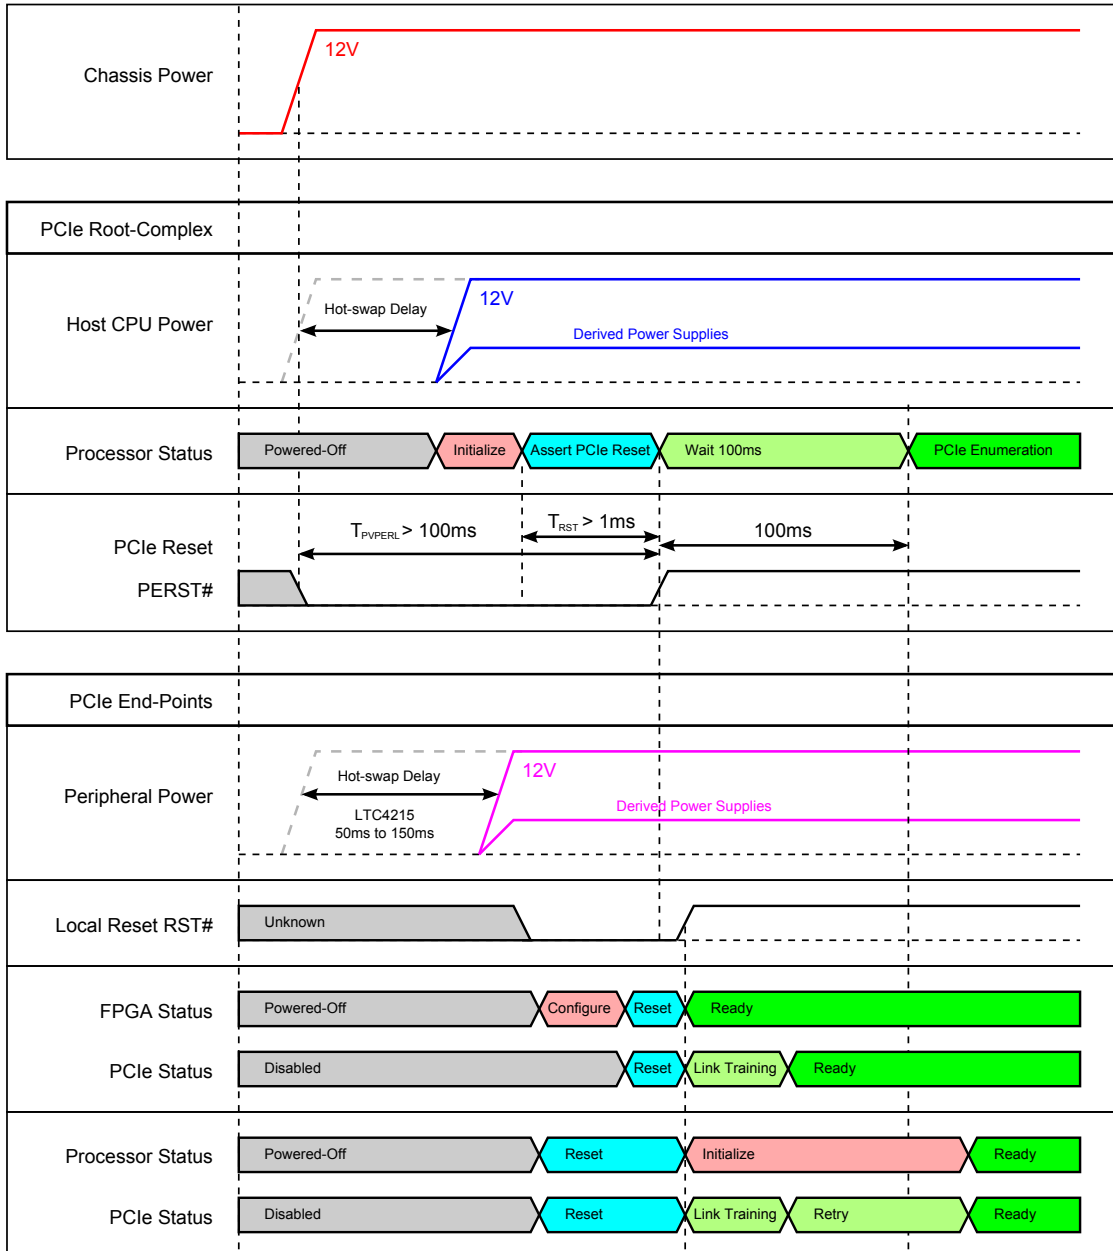 12V
Chassis Power
PCIe Root-Complex
12V
Hot-swap Delay
Host CPU Power
Derived Power Supplies
Processor Status
Powered-Off
Initialize
Assert PCIe Reset
Wait 100ms
PCIe Enumeration
TPVPERL > 100ms
TRST > 1ms
100ms
PCIe Reset
PERST#
PCIe End-Points
12V
Hot-swap Delay
Peripheral Power
LTC4215
50ms to 150ms
Derived Power Supplies
Local Reset RST#
Unknown
FPGA Status
Powered-Off
Configure
Reset
Ready
PCIe Status
Disabled
Reset
Link Training
Ready
Processor Status
Powered-Off
Reset
Initialize
Ready
PCIe Status
Disabled
Reset
Link Training
Retry
Ready